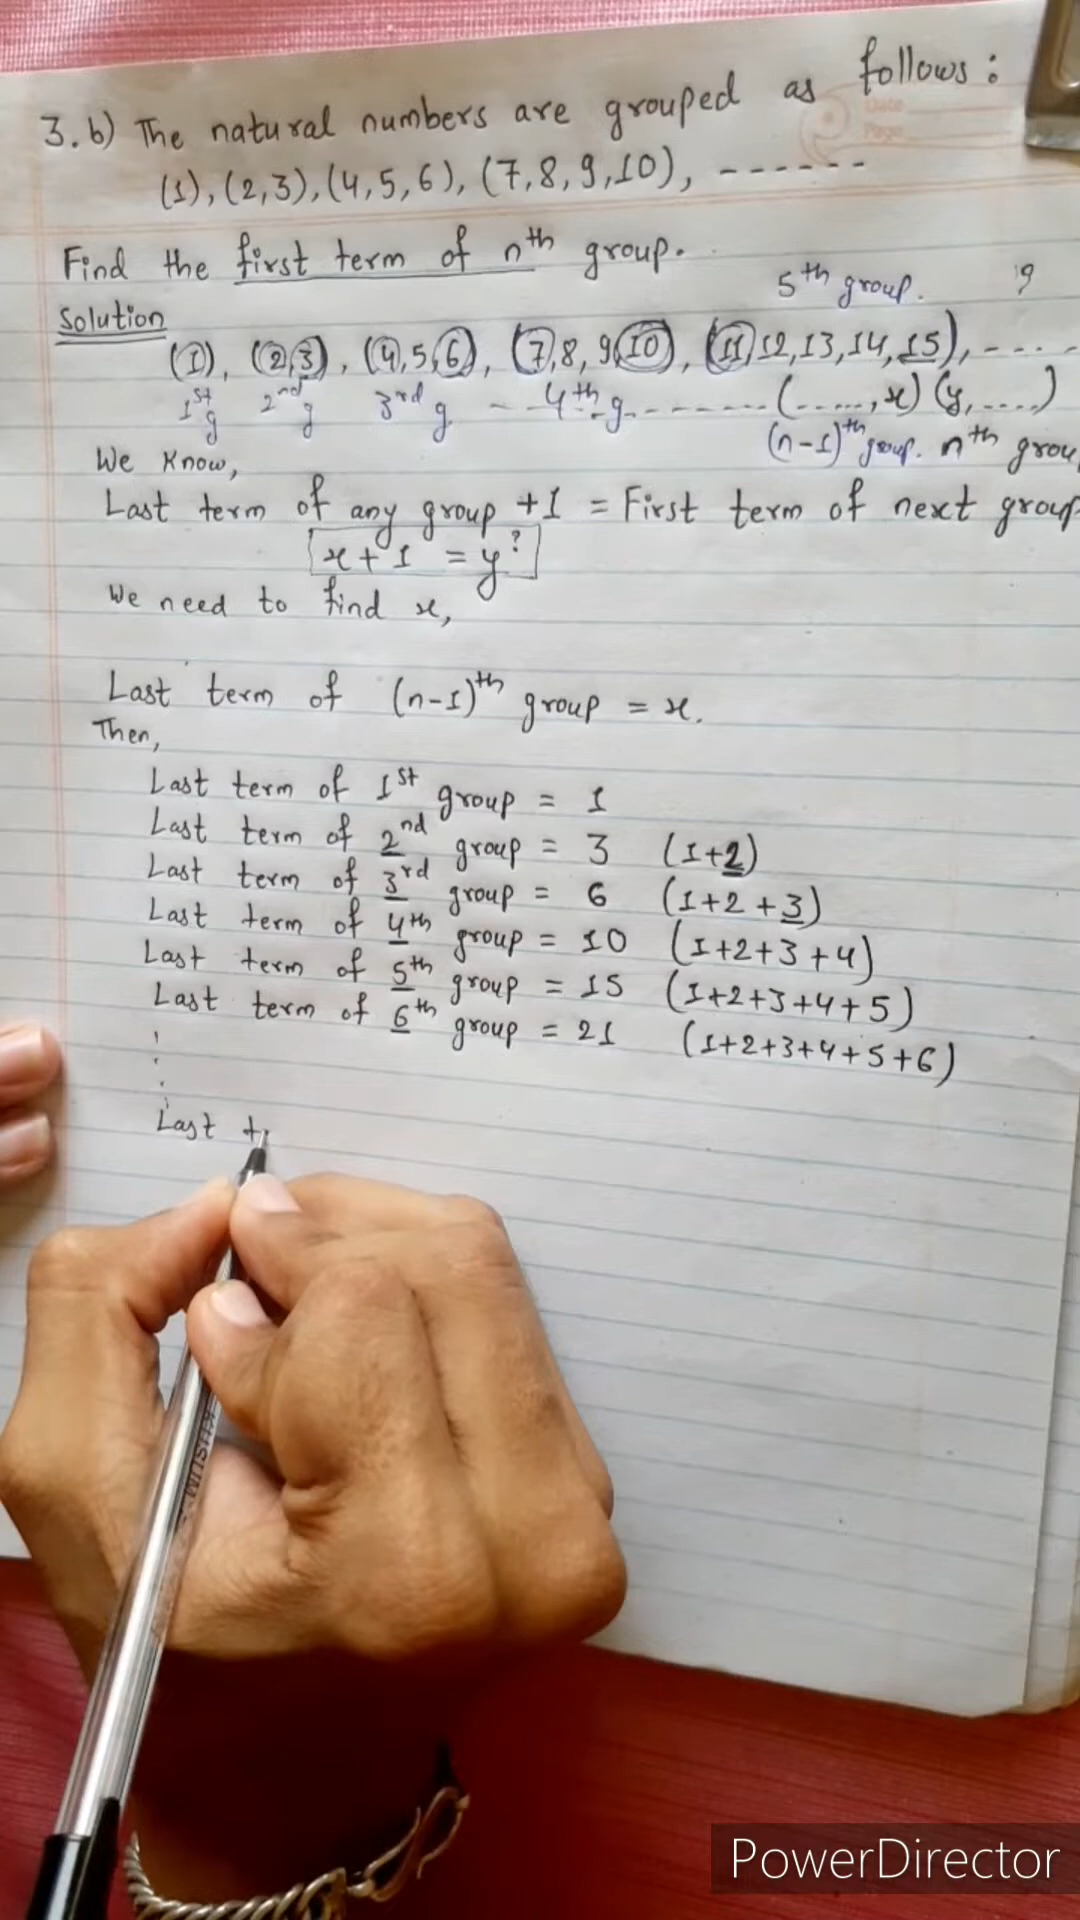 3. b) The natural numbers are grouped as follows:
(1), (2,3), (4,5,6), (7,8,9,10), ------
Find the first term of nth group.
5th group.
Solution
(1), (2,3), (4,5,6), (7,8,9,10), (11,12,13,14,15), ----
1st g 2nd g 3rd g -- 4th g. ------- (....., x) (y, ....)
(n-1)th group. nth grou
We know,
Last term of any group +1 = First term of next group
x + 1 = y?
We need to find x,
Last term of (n-1)th group = x.
Then,
Last term of 1st group = 1
Last term of 2nd group = 3 (1+2)
Last term of 3rd group = 6 (1+2+3)
Last term of 4th group = 10 (1+2+3+4)
Last term of 5th group = 15 (1+2+3+4+5)
Last term of 6th group = 21 (1+2+3+4+5+6)
Last
PowerDirector